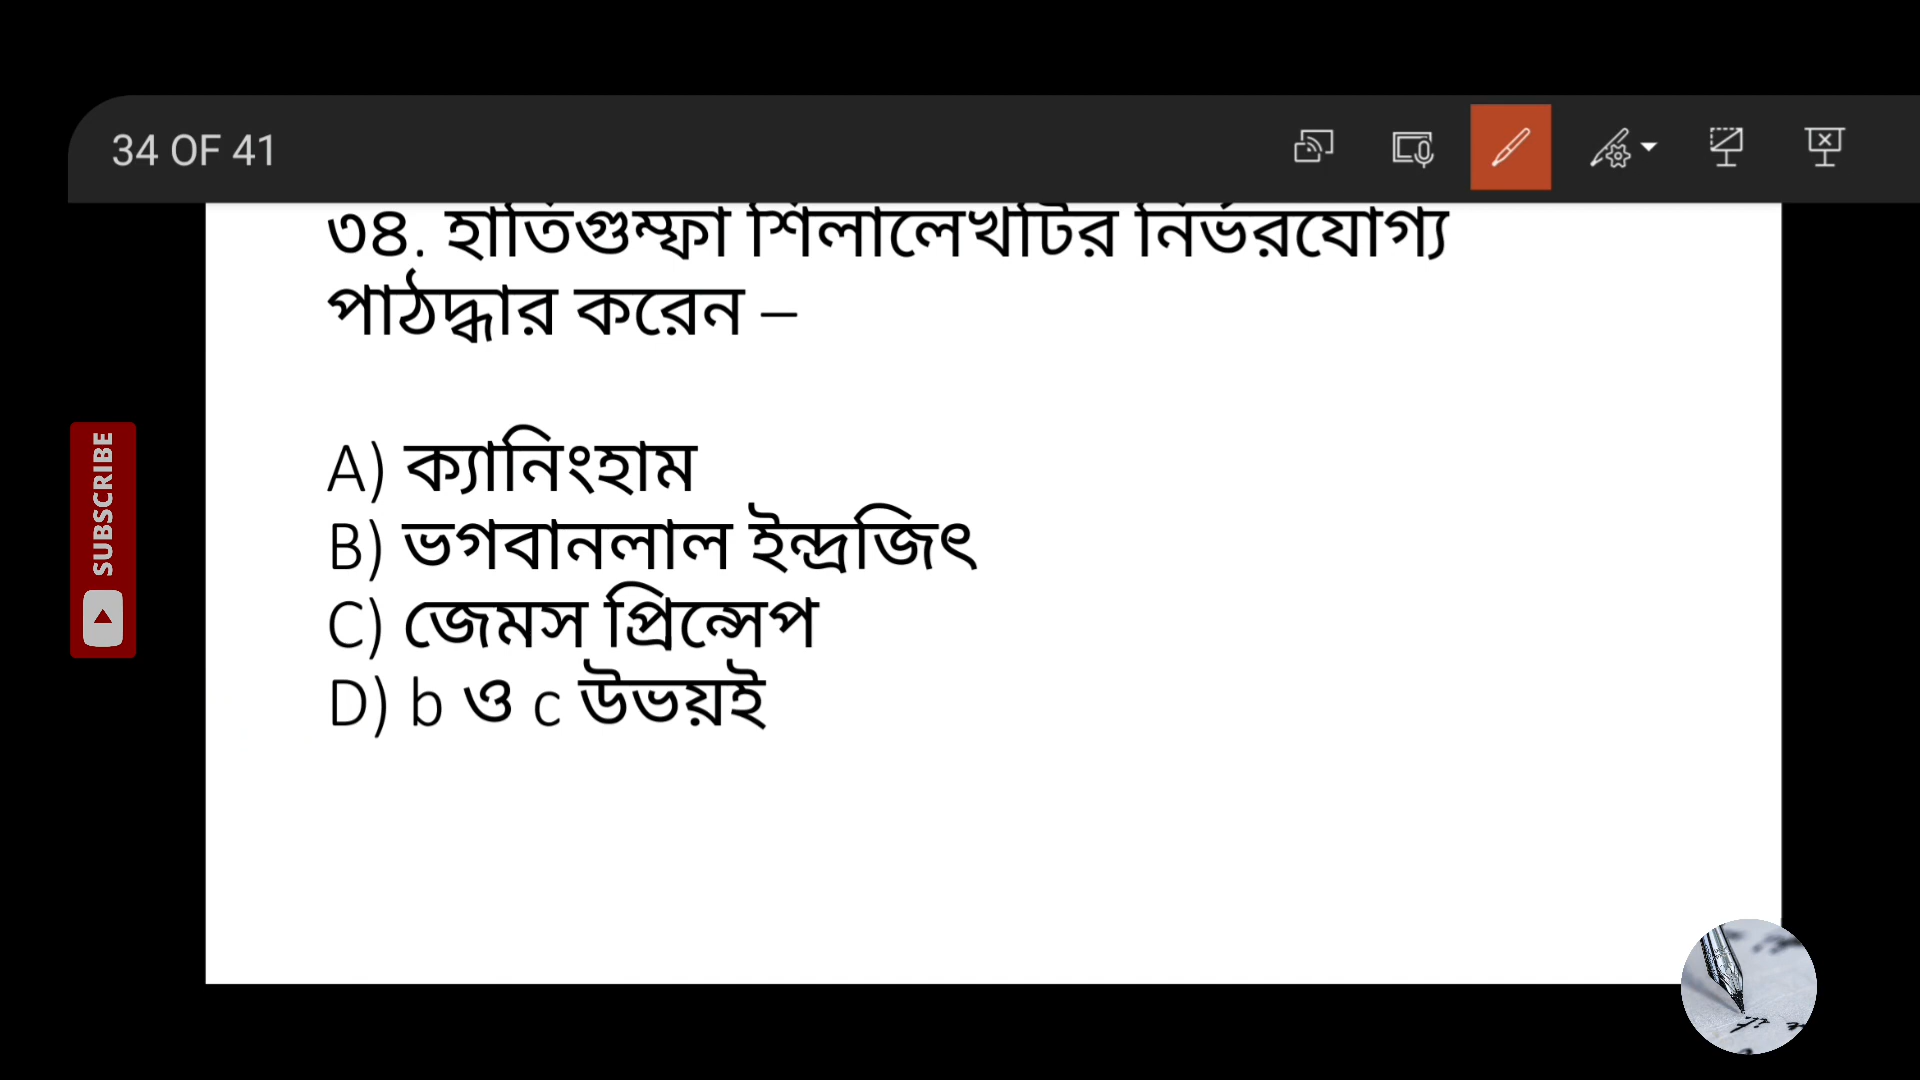 34 OF 41
৩৪. হাতিগুম্ফা শিলালেখটির নির্ভরযোগ্য
পাঠদ্ধার করেন –
A) ক্যানিংহাম
B) ভগবানলাল ইন্দ্রজিৎ
C) জেমস প্রিন্সেপ
D) b ও c উভয়ই
SUBSCRIBE